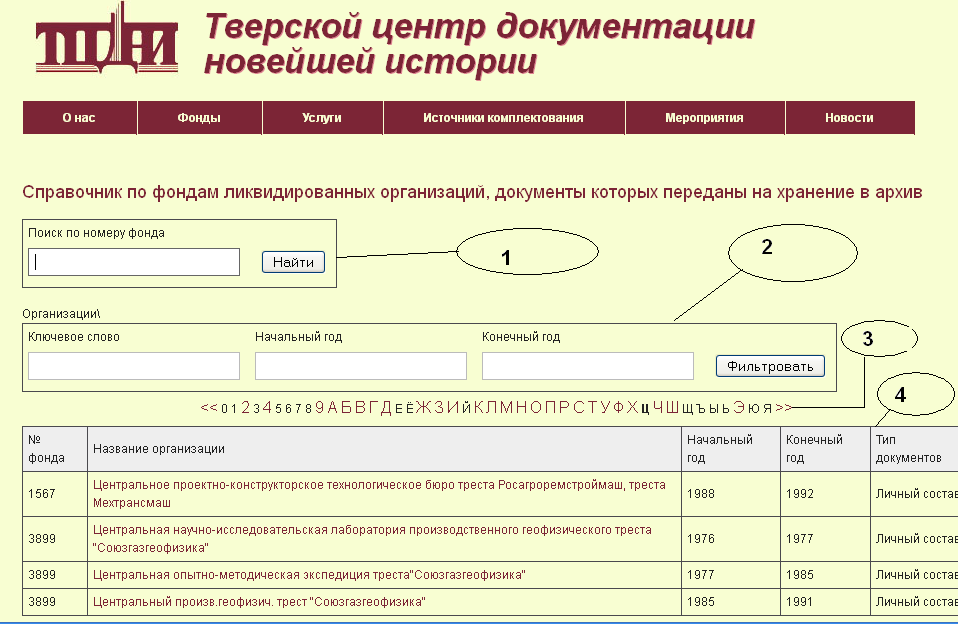 ТЦДНИ
Тверской центр документации
новейшей истории
О нас Фонды Услуги Источники комплектования Мероприятия Новости
Справочник по фондам ликвидированных организаций, документы которых переданы на хранение в архив
Поиск по номеру фонда
Найти
1
2
Организации\
Ключевое слово Начальный год Конечный год
Фильтровать
3
4
<< 0 1 2 3 4 5 6 7 8 9 А Б В Г Д Е Ё Ж З И Й К Л М Н О П Р С Т У Ф Х Ц Ч Ш Щ Ъ Ы Ь Э Ю Я >>
№ фонда Название организации Начальный год Конечный год Тип документов
1567 Центральное проектно-конструкторское технологическое бюро треста Росагроремстроймаш, треста
Мехтрансмаш 1988 1992 Личный состав
3899 Центральная научно-исследовательская лаборатория производственного геофизического треста
"Союзгазгеофизика" 1976 1977 Личный состав
3899 Центральная опытно-методическая экспедиция треста"Союзгазгеофизика" 1977 1985 Личный состав
3899 Центральный произв.геофизич. трест "Союзгазгеофизика" 1985 1991 Личный состав